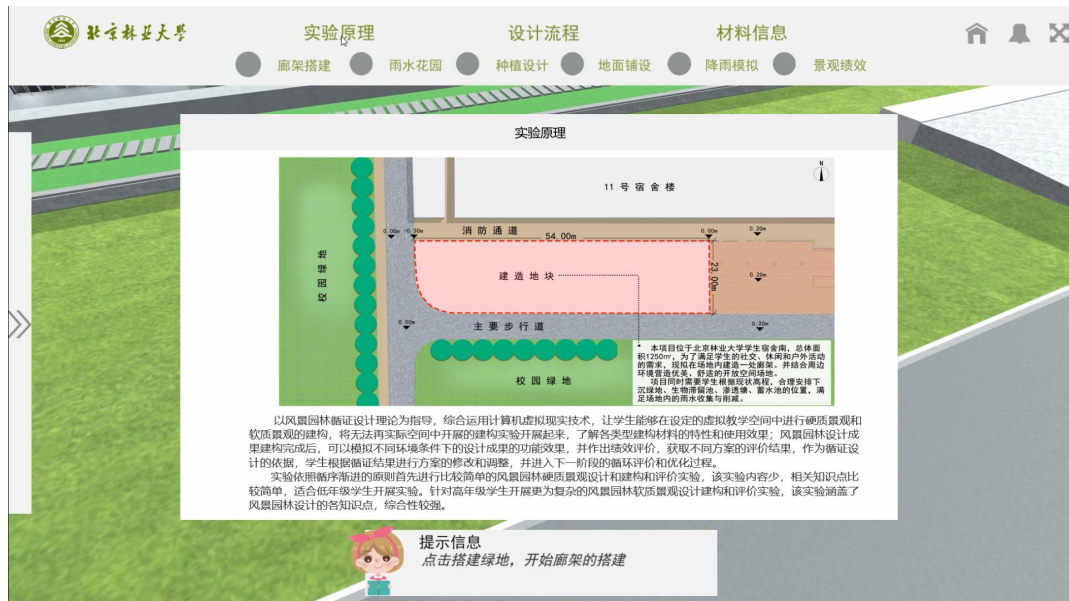 北京林业大学
实验原理 设计流程 材料信息
廊架搭建 雨水花园 种植设计 地面铺设 降雨模拟 景观绩效
实验原理
N
11 号 宿 舍 楼
0.00m -0.30m 消 防 通 道 54.00m 0.00m 0.20m
校 园 绿 地
建 造 地 块
23.00m
0.20m
0.00m 主 要 步 行 道 0.20m
校 园 绿 地
本项目位于北京林业大学学生宿舍南，总体面
积1250㎡，为了满足学生的社交、休闲和户外活动
的需求，现拟在场地内建造一处廊架。并结合周边
环境营造优美、舒适的开放空间场地。
项目同时需要学生根据现状高程，合理安排下
沉绿地、生物滞留池、渗透塘、蓄水池的位置，满
足场地内的雨水收集与削减。
以风景园林循证设计理论为指导，综合运用计算机虚拟现实技术，让学生能够在设定的虚拟教学空间中进行硬质景观和
软质景观的建构，将无法再实际空间中开展的建构实验开展起来，了解各类型建构材料的特性和使用效果；风景园林设计成
果建构完成后，可以模拟不同环境条件下的设计成果的功能效果，并作出绩效评价，获取不同方案的评价结果，作为循证设
计的依据，学生根据循证结果进行方案的修改和调整，并进入下一阶段的循环评价和优化过程。
实验依照循序渐进的原则首先进行比较简单的风景园林硬质景观设计和建构和评价实验，该实验内容少，相关知识点比
较简单，适合低年级学生开展实验。针对高年级学生开展更为复杂的风景园林软质景观设计建构和评价实验，该实验涵盖了
风景园林设计的各知识点，综合性较强。
提示信息
点击搭建绿地，开始廊架的搭建